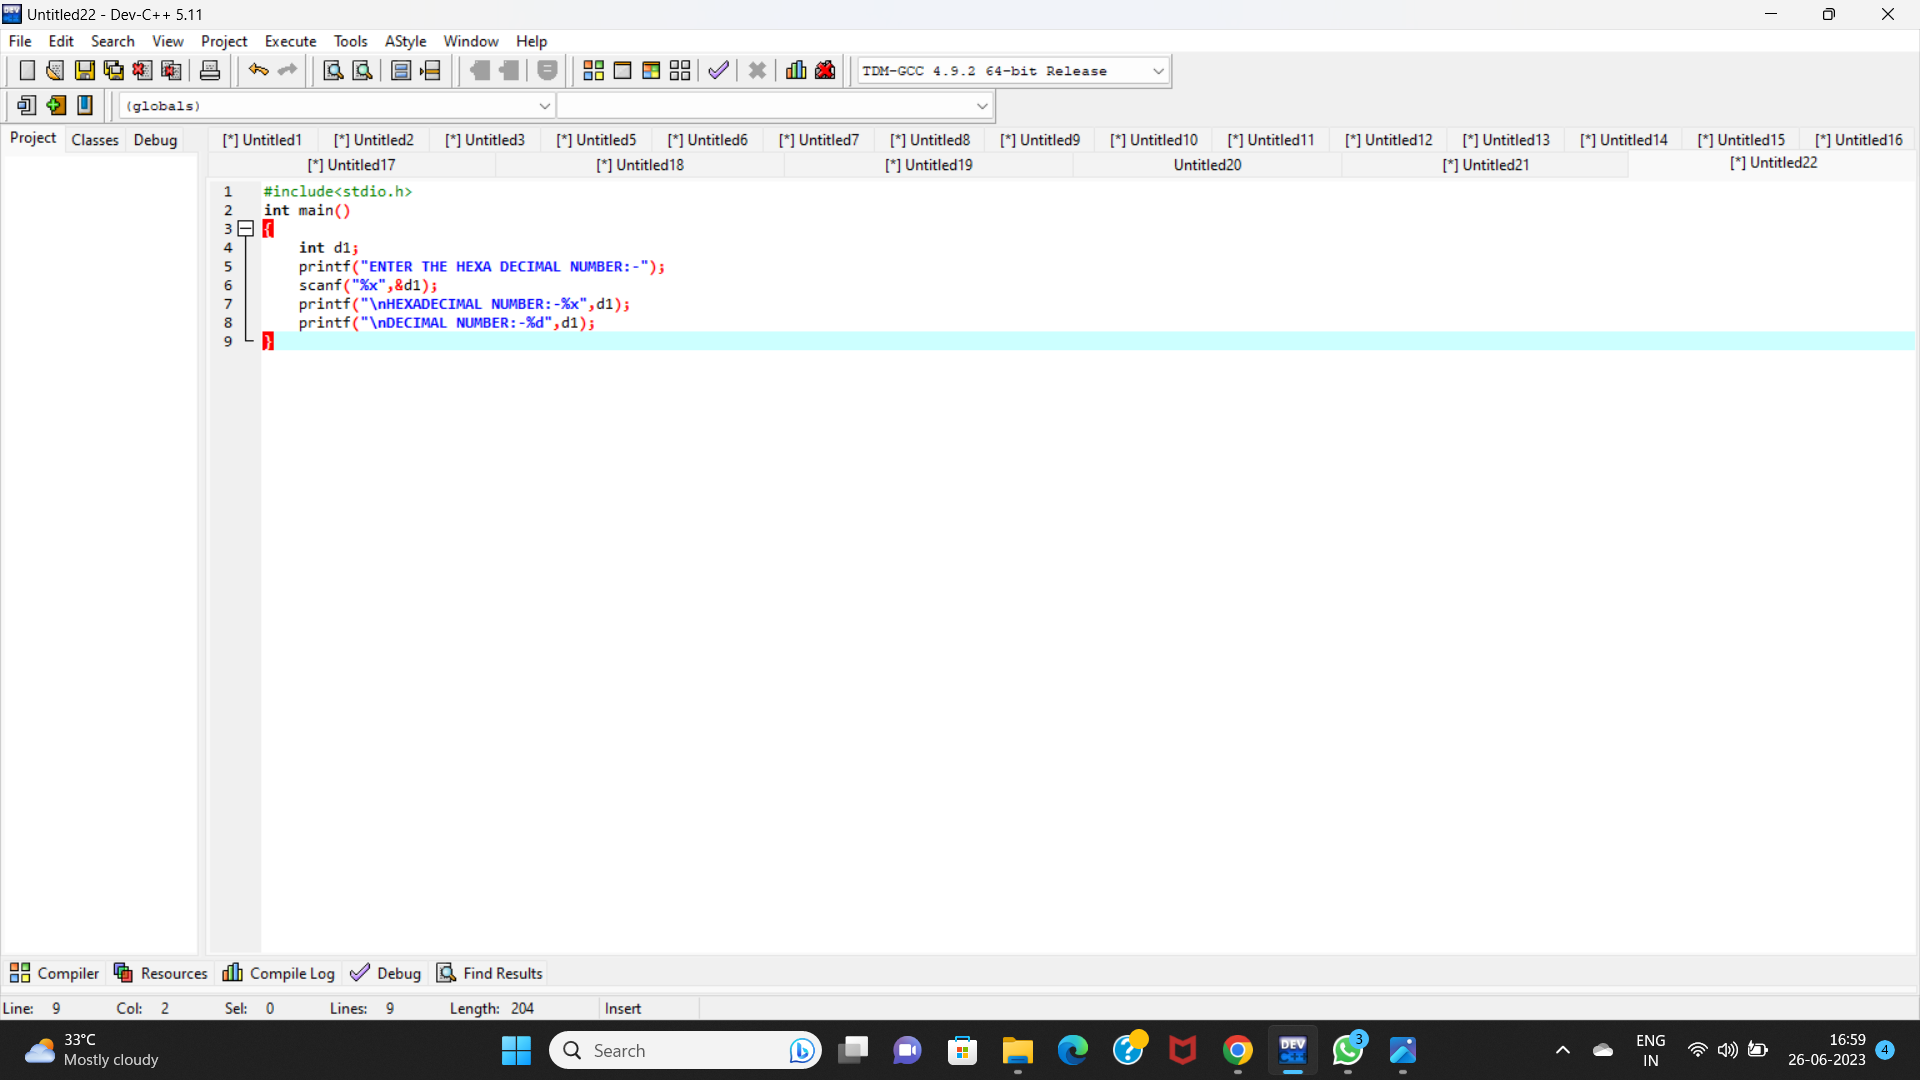 Untitled22 - Dev-C++ 5.11
File Edit Search View Project Execute Tools AStyle Window Help
TDM-GCC 4.9.2 64-bit Release
(globals)
Project Classes Debug
[*] Untitled1 [*] Untitled2 [*] Untitled3 [*] Untitled5 [*] Untitled6 [*] Untitled7 [*] Untitled8 [*] Untitled9 [*] Untitled10 [*] Untitled11 [*] Untitled12 [*] Untitled13 [*] Untitled14 [*] Untitled15 [*] Untitled16
[*] Untitled17 [*] Untitled18 [*] Untitled19 Untitled20 [*] Untitled21 [*] Untitled22
1 #include<stdio.h>
2 int main()
3 {
4 int d1;
5 printf("ENTER THE HEXA DECIMAL NUMBER:-");
6 scanf("%x",&d1);
7 printf("\nHEXADECIMAL NUMBER:-%x",d1);
8 printf("\nDECIMAL NUMBER:-%d",d1);
9 }
Compiler Resources Compile Log Debug Find Results
Line: 9 Col: 2 Sel: 0 Lines: 9 Length: 204 Insert
33°C
Mostly cloudy
Search
DEV
C++
3
ENG
IN
16:59
26-06-2023
4